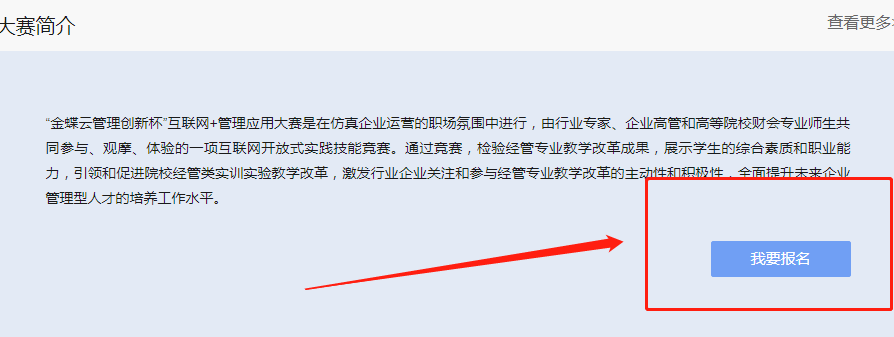 大赛简介
查看更多
“金蝶云管理创新杯”互联网+管理应用大赛是在仿真企业运营的职场氛围中进行，由行业专家、企业高管和高等院校财会专业师生共
同参与、观摩、体验的一项互联网开放式实践技能竞赛。通过竞赛，检验经管专业教学改革成果，展示学生的综合素质和职业能
力，引领和促进院校经管类实训实验教学改革，激发行业企业关注和参与经管专业教学改革的主动性和积极性，全面提升未来企业
管理型人才的培养工作水平。
我要报名